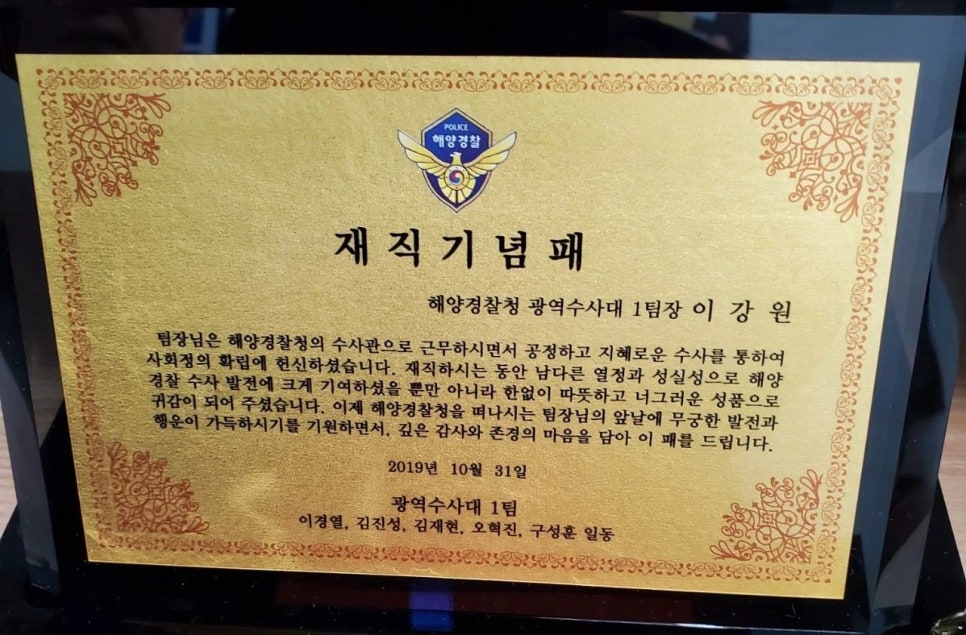 POLICE
해양경찰
재직기념패
해양경찰청 광역수사대 1팀장 이 강 원
팀장님은 해양경찰청의 수사관으로 근무하시면서 공정하고 지혜로운 수사를 통하여
사회정의 확립에 헌신하셨습니다. 재직하시는 동안 남다른 열정과 성실성으로 해양
경찰 수사 발전에 크게 기여하셨을 뿐만 아니라 한없이 따뜻하고 너그러운 성품으로
귀감이 되어 주셨습니다. 이제 해양경찰청을 떠나시는 팀장님의 앞날에 무궁한 발전과
행운이 가득하시기를 기원하면서, 깊은 감사와 존경의 마음을 담아 이 패를 드립니다.
2019년 10월 31일
광역수사대 1팀
이경열, 김진성, 김재현, 오혁진, 구성훈 일동